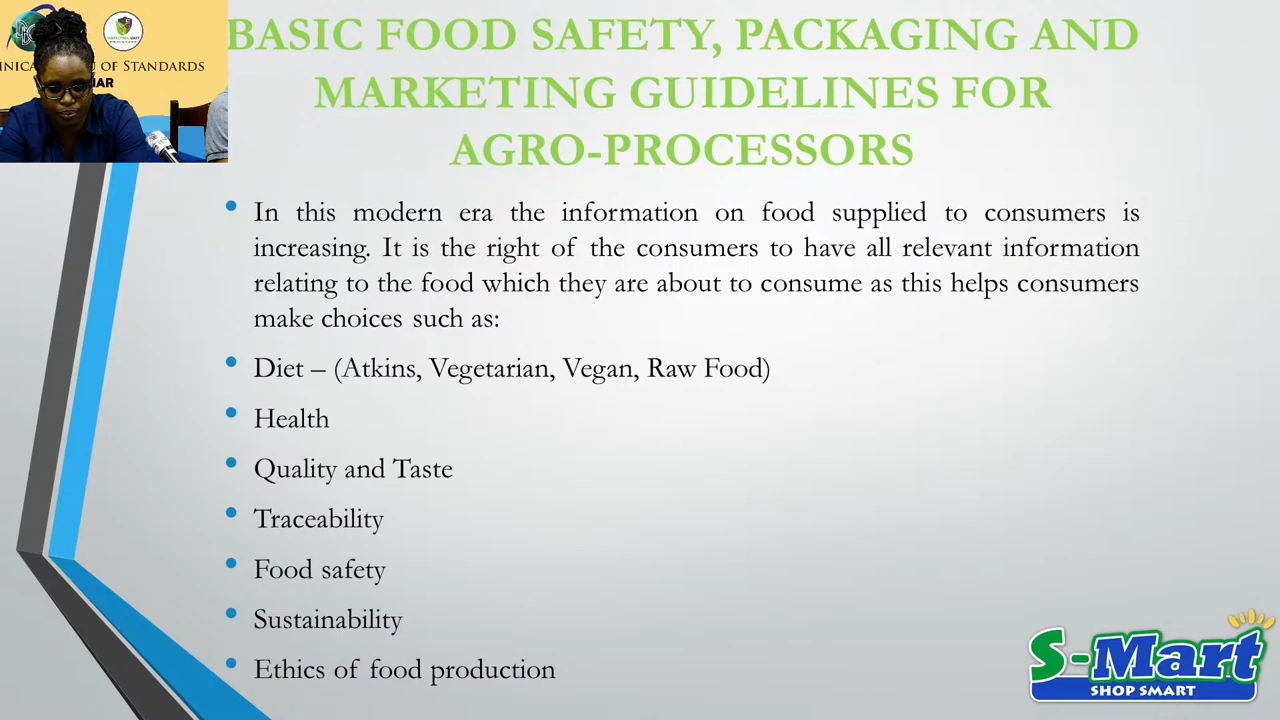 BASIC FOOD SAFETY, PACKAGING AND
MARKETING GUIDELINES FOR
AGRO-PROCESSORS
OF STANDARDS
In this modern era the information on food supplied to consumers is
increasing. It is the right of the consumers to have all relevant information
relating to the food which they are about to consume as this helps consumers
make choices such as:
Diet – (Atkins, Vegetarian, Vegan, Raw Food)
Health
Quality and Taste
Traceability
Food safety
Sustainability
Ethics of food production
S-Mart
SHOP SMART